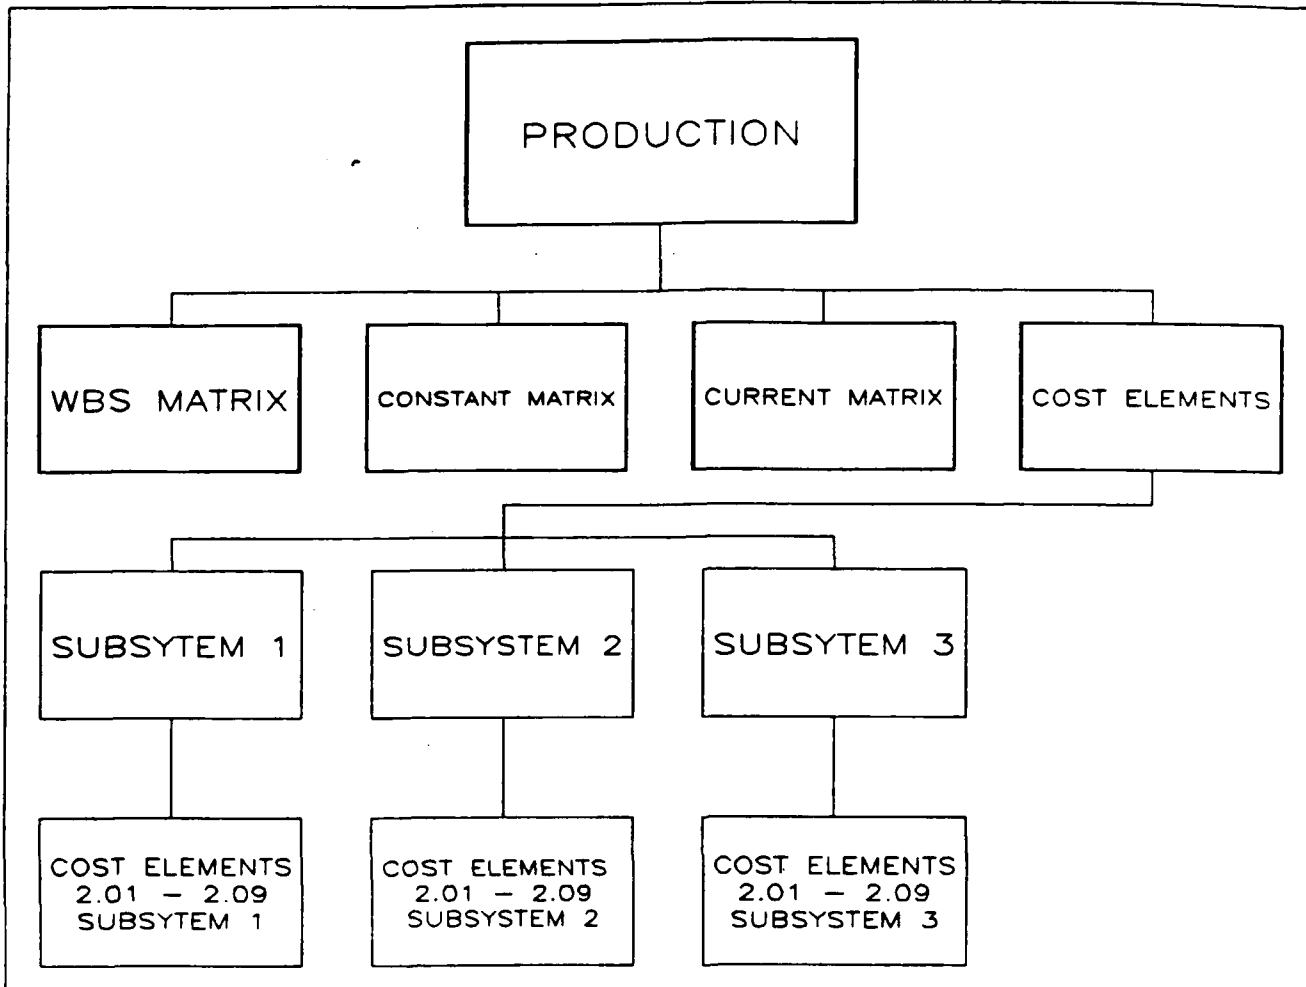 PRODUCTION
WBS MATRIX
CONSTANT MATRIX
CURRENT MATRIX
COST ELEMENTS
SUBSYTEM 1
SUBSYSTEM 2
SUBSYTEM 3
COST ELEMENTS
2.01 — 2.09
SUBSYTEM 1
COST ELEMENTS
2.01 — 2.09
SUBSYSTEM 2
COST ELEMENTS
2.01 — 2.09
SUBSYSTEM 3